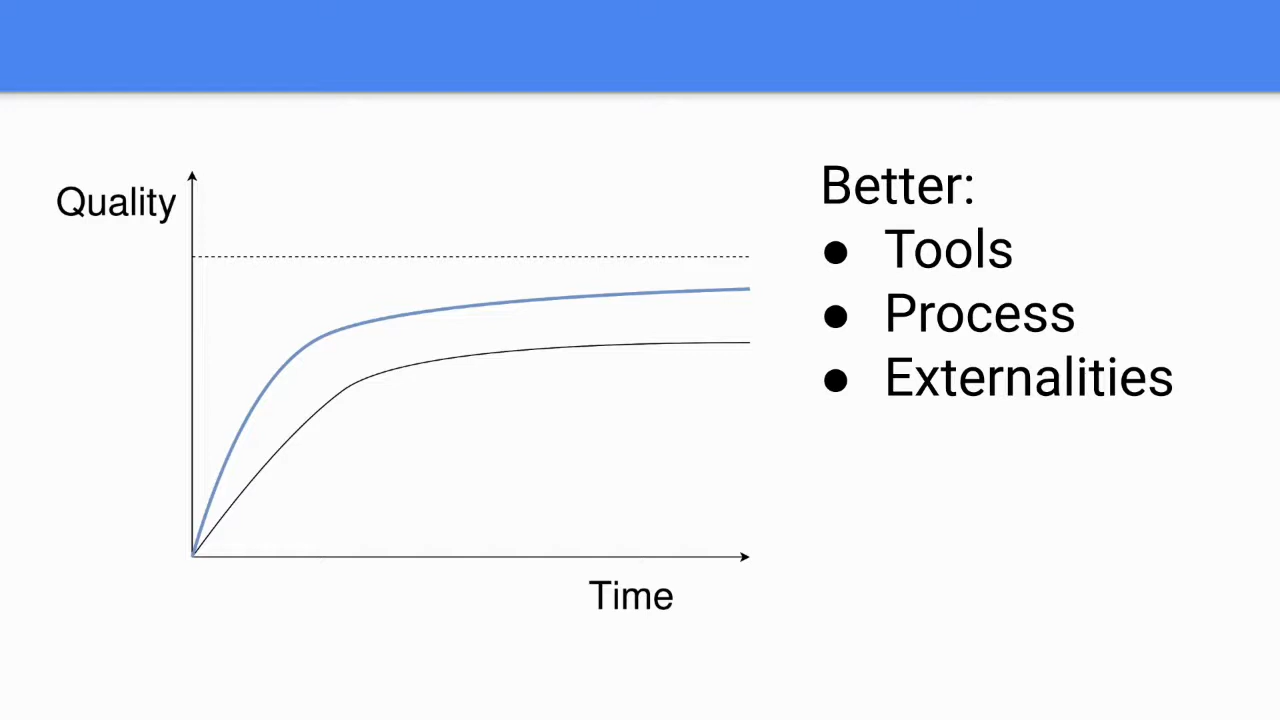 Quality
Time
Better:
● Tools
● Process
● Externalities